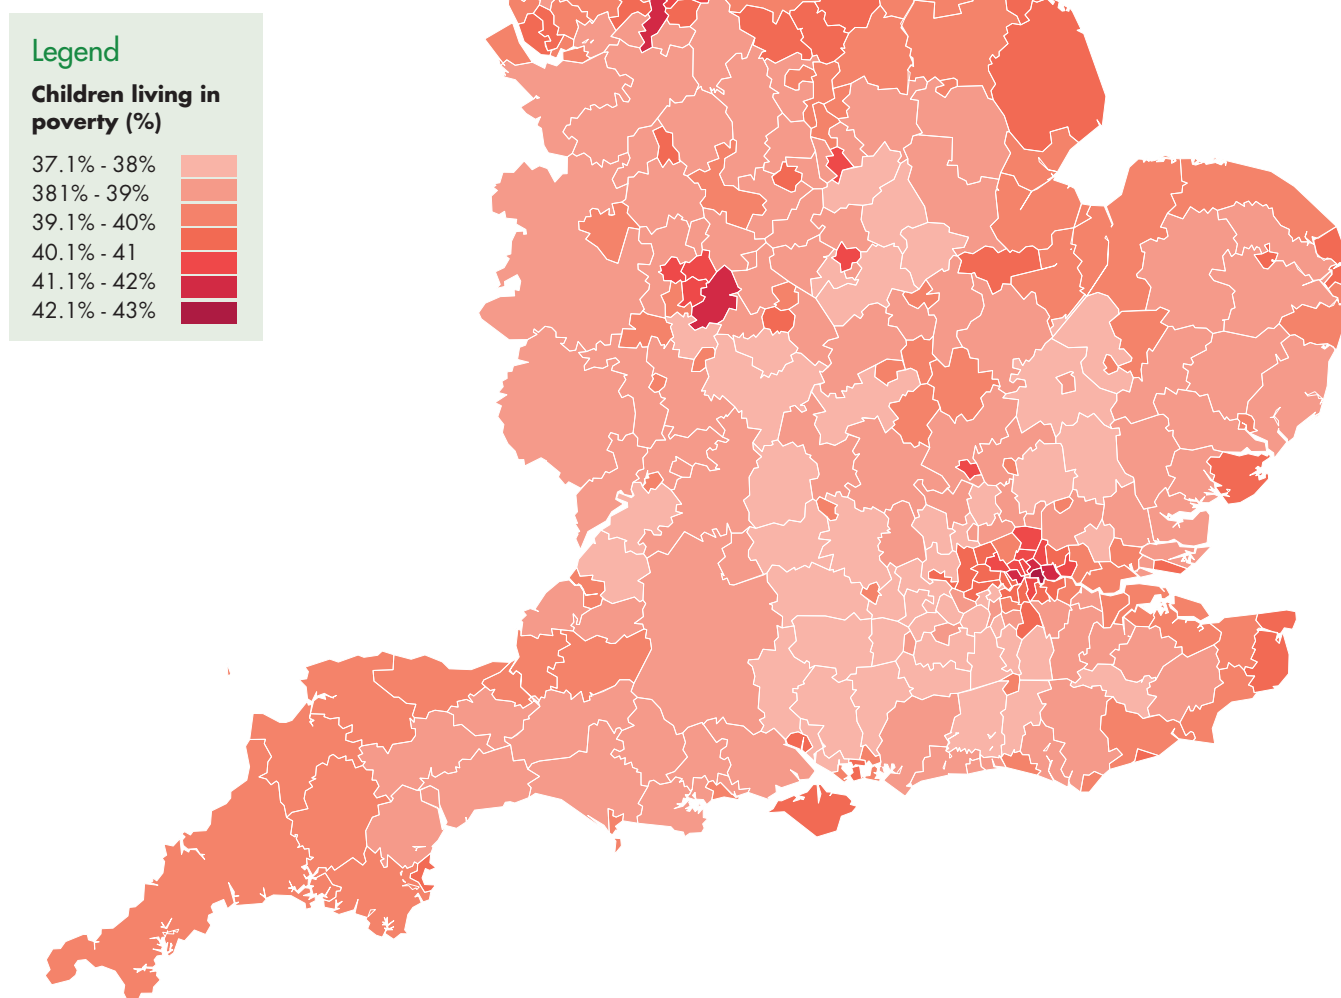 Legend
Children living in
poverty (%)
37.1% - 38%
381% - 39%
39.1% - 40%
40.1% - 41
41.1% - 42%
42.1% - 43%